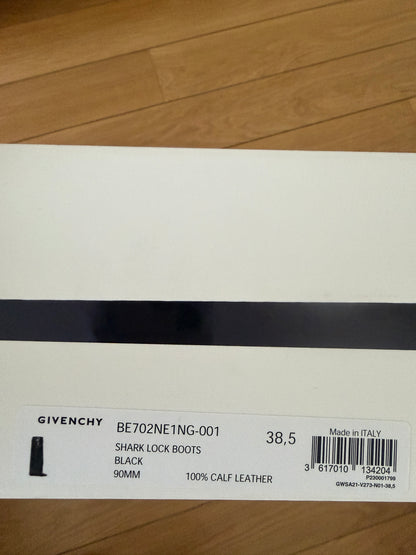 GIVENCHY
BE702NE1NG-001
38,5
SHARK LOCK BOOTS
BLACK
90MM
100% CALF LEATHER
Made in ITALY
3 617010 134204
P230001799
GWSA21-V273-N01-38,5